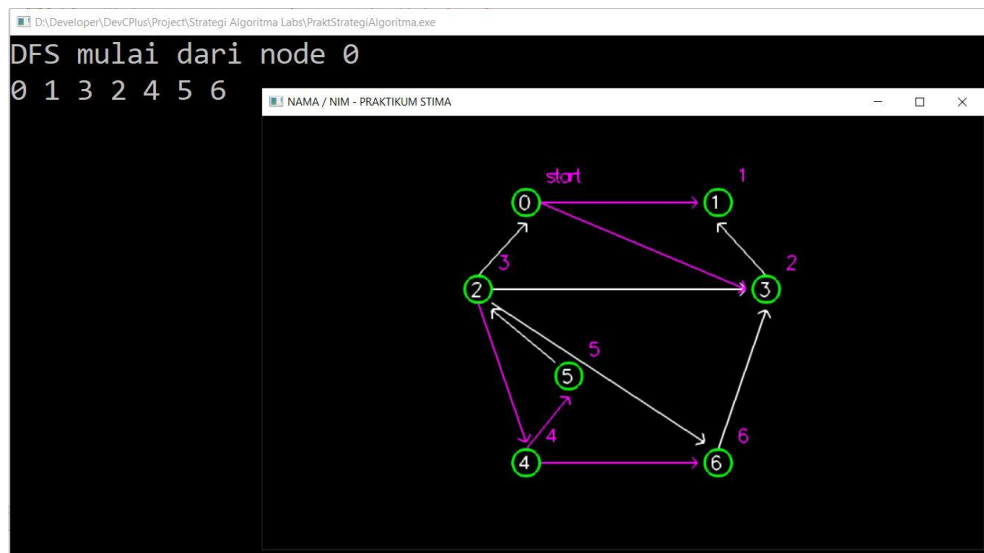 D:\Developer\DevCPlus\Project\Strategi Algoritma Labs\PraktStrategiAlgoritma.exe
DFS mulai dari node 0
0 1 3 2 4 5 6
NAMA / NIM - PRAKTIKUM STIMA
start
1
0
1
3
2
2
3
5
5
4
6
4
6